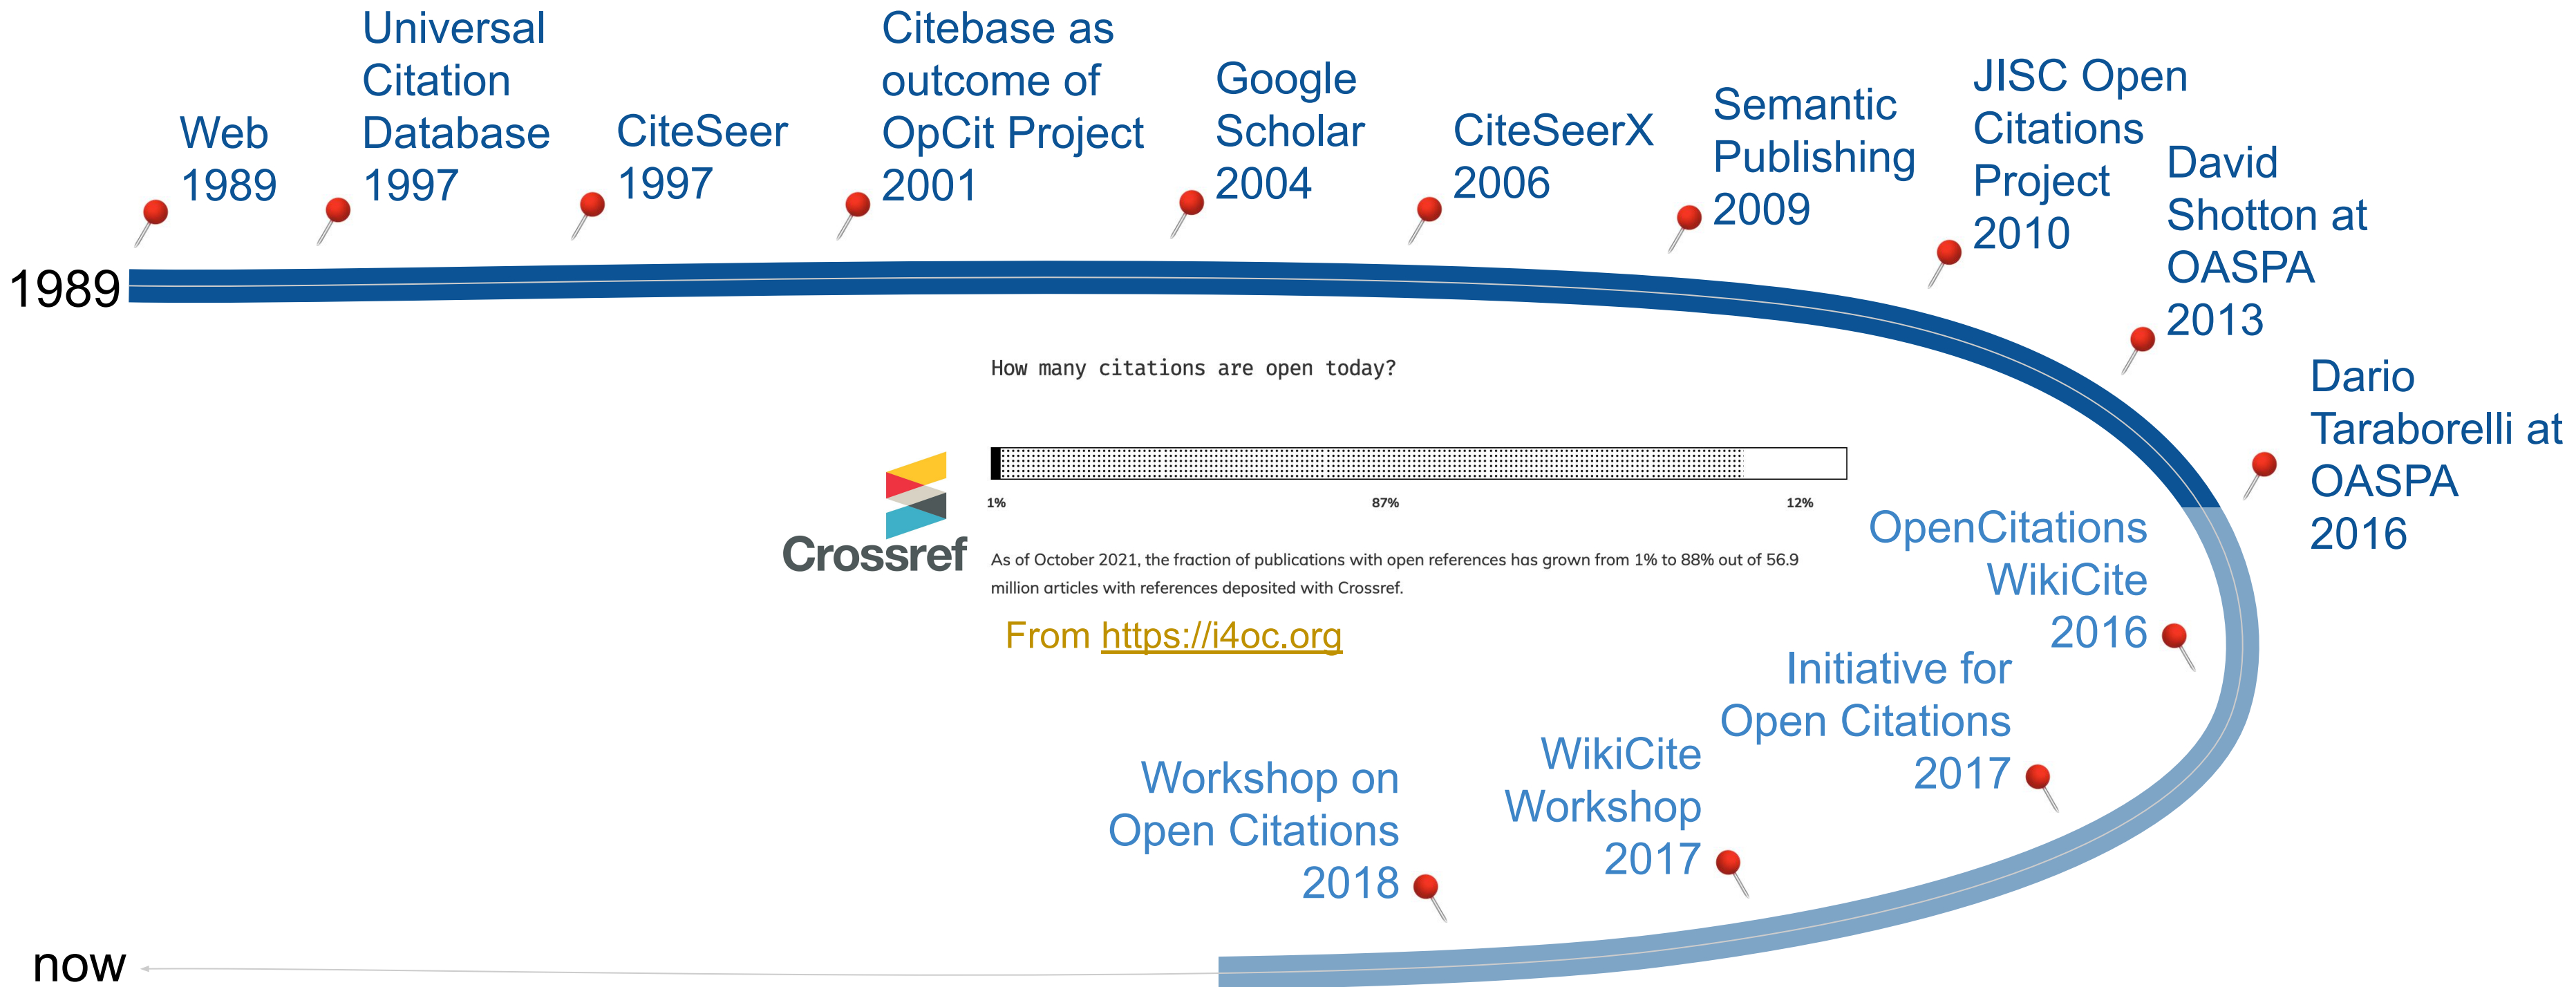 1989
Web
1989
Universal
Citation
Database
1997
CiteSeer
1997
Citebase as
outcome of
OpCit Project
2001
Google
Scholar
2004
CiteSeerX
2006
Semantic
Publishing
2009
JISC Open
Citations
Project
2010
David
Shotton at
OASPA
2013
Dario
Taraborelli at
OASPA
2016
OpenCitations
WikiCite
2016
Initiative for
Open Citations
2017
WikiCite
Workshop
2017
Workshop on
Open Citations
2018
now
How many citations are open today?
1% 87% 12%
Crossref
As of October 2021, the fraction of publications with open references has grown from 1% to 88% out of 56.9
million articles with references deposited with Crossref.
From https://i4oc.org